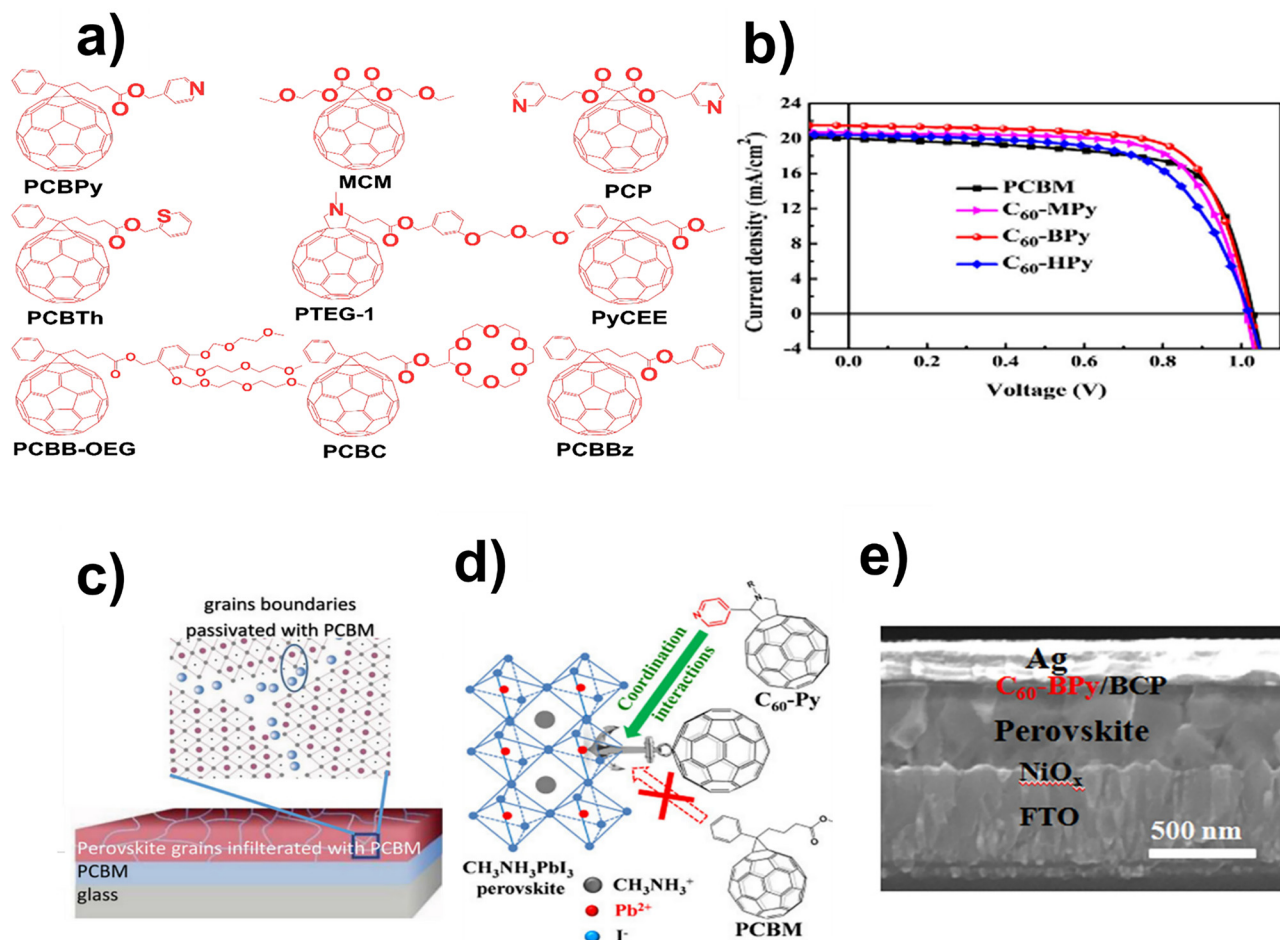 a)
N
O
O
PCBPy
O O
O O
O O
MCM
O O
N O O N
PCP
S
O
O
PCBTh
N
O
O
O O O
PTEG-1
O
O
PyCEE
O
O
O O
O O O
O O O
PCBB-OEG
O
O
O O
O O
O O
PCBC
O
O
PCBBz
b)
Current density (mA/cm²)
24
20
16
12
8
4
0
-4
PCBM
C₆₀-MPy
C₆₀-BPy
C₆₀-HPy
0.0 0.2 0.4 0.6 0.8 1.0
Voltage (V)
c)
grains boundaries
passivated with PCBM
Perovskite grains infilterated with PCBM
PCBM
glass
d)
R
N
N
Coordination
interactions
C₆₀-Py
O
O
CH₃NH₃PbI₃
perovskite
CH₃NH₃⁺
Pb²⁺
I⁻
PCBM
e)
Ag
C₆₀-BPy/BCP
Perovskite
NiOₓ
FTO
500 nm